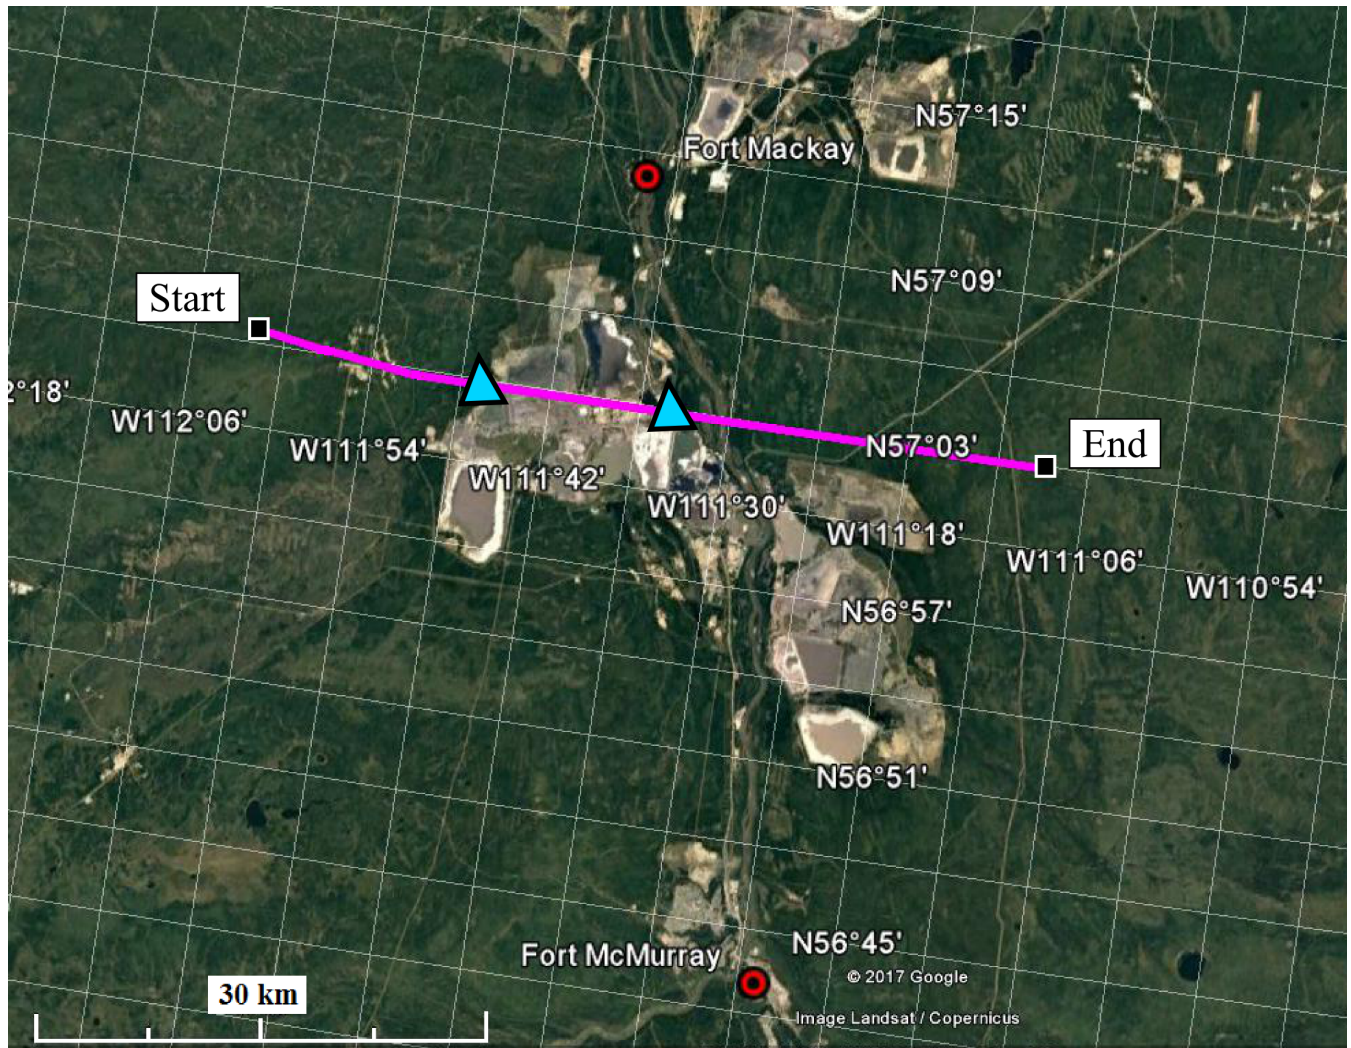 N57°15'
Fort Mackay
N57°09'
Start
2°18'
W112°06'
W111°54'
W111°42'
W111°30'
N57°03'
End
W111°18'
W111°06'
W110°54'
N56°57'
N56°51'
Fort McMurray
N56°45'
© 2017 Google
30 km
Image Landsat / Copernicus